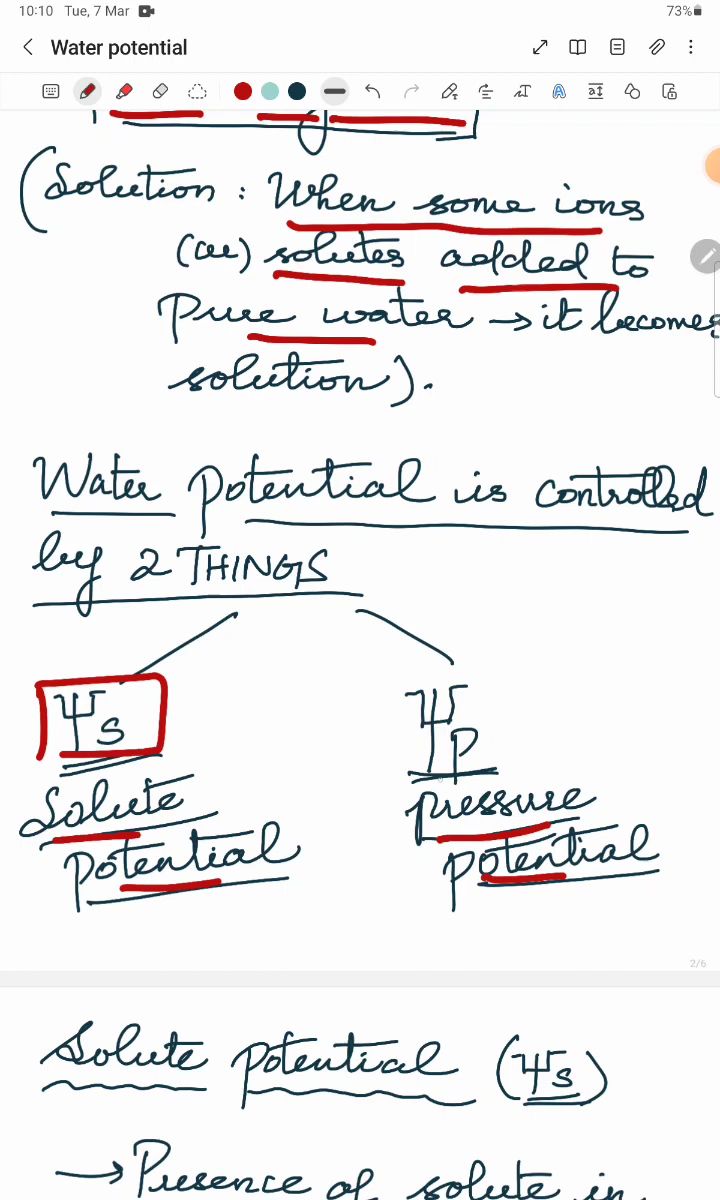 10:10 Tue, 7 Mar
73%
Water potential
(Solution : When some ions
(or) solutes added to
Pure water → it becomes
solution).
Water potential is controlled
by 2 THINGS
Ψs
Ψp
Solute
potential
pressure
potential
2/6
Solute potential (Ψs)
→ Presence of solute in